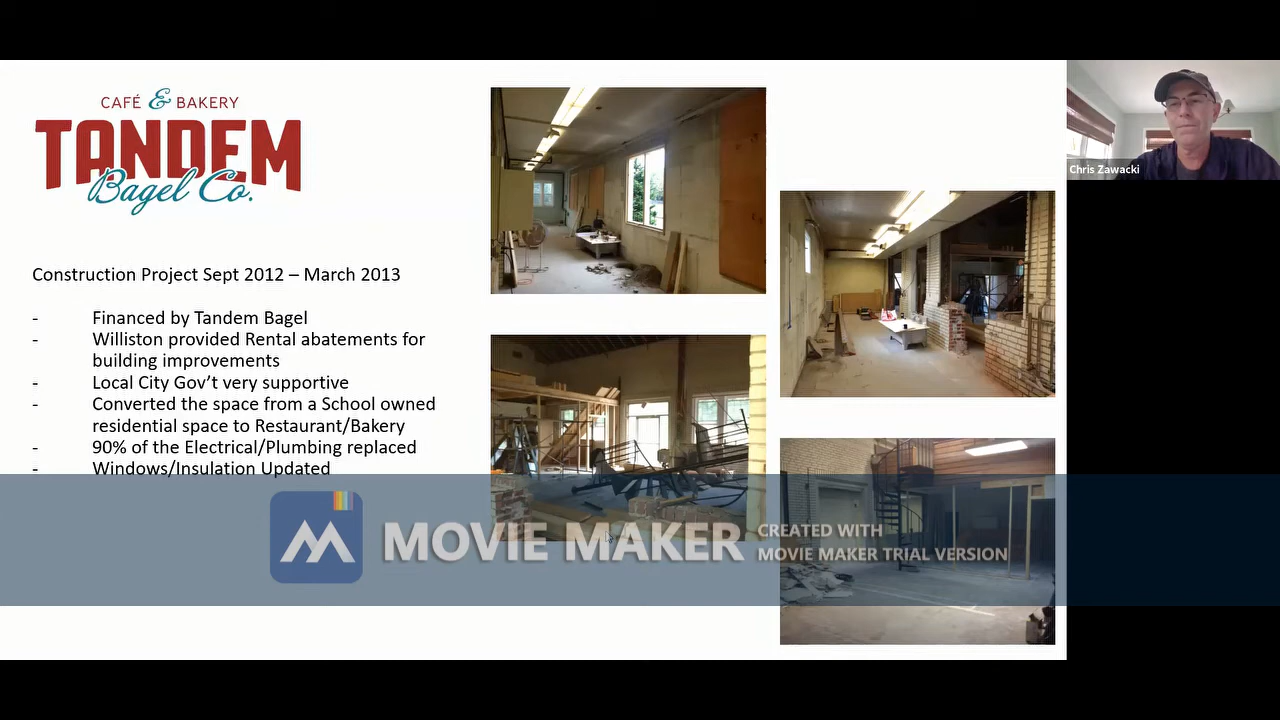 CAFÉ & BAKERY
TANDEM
Bagel Co.
Chris Zawacki
Construction Project Sept 2012 – March 2013
- Financed by Tandem Bagel
- Williston provided Rental abatements for
building improvements
- Local City Gov't very supportive
- Converted the space from a School owned
residential space to Restaurant/Bakery
- 90% of the Electrical/Plumbing replaced
- Windows/Insulation Updated
MOVIE MAKER
CREATED WITH
MOVIE MAKER TRIAL VERSION